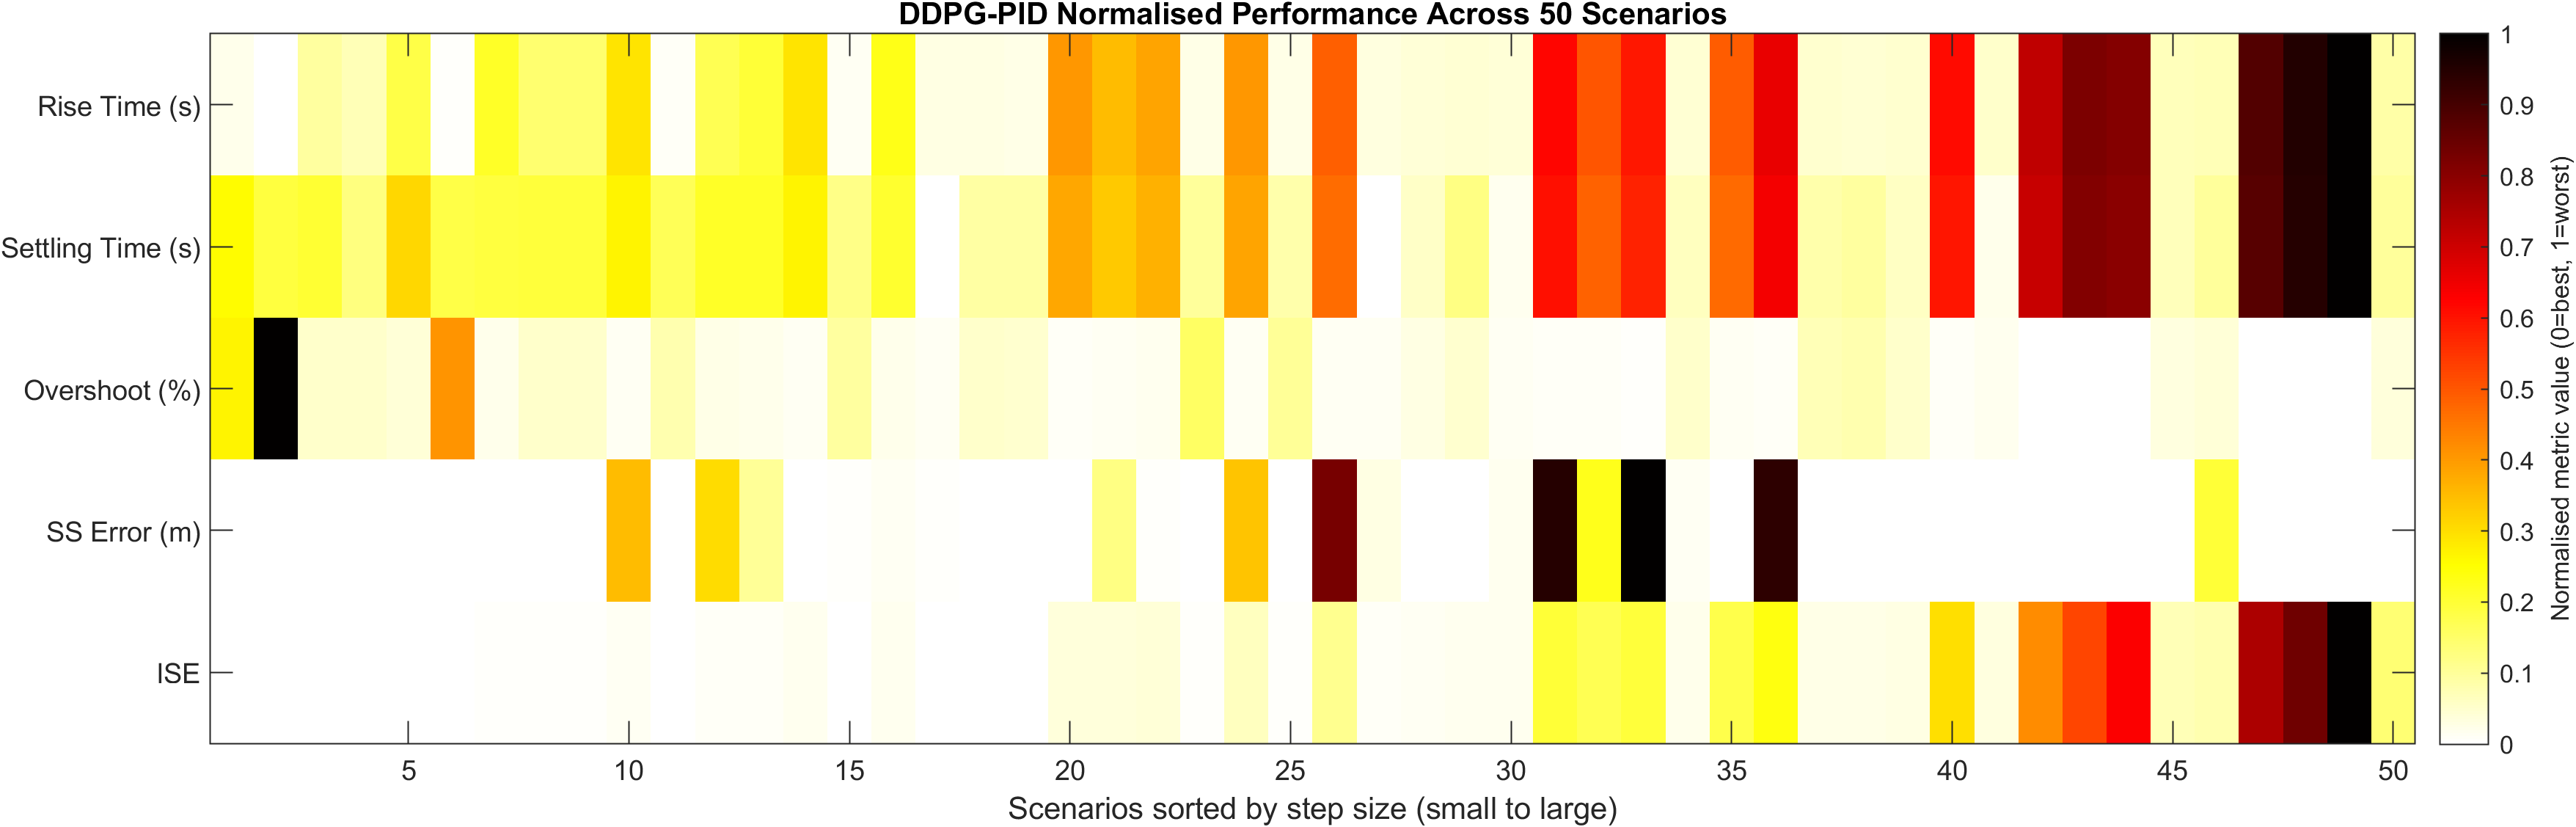 DDPG-PID Normalised Performance Across 50 Scenarios
Rise Time (s)
Settling Time (s)
Overshoot (%)
SS Error (m)
ISE
5
10
15
20
25
30
35
40
45
50
Scenarios sorted by step size (small to large)
1
0.9
0.8
0.7
0.6
0.5
0.4
0.3
0.2
0.1
0
Normalised metric value (0=best, 1=worst)